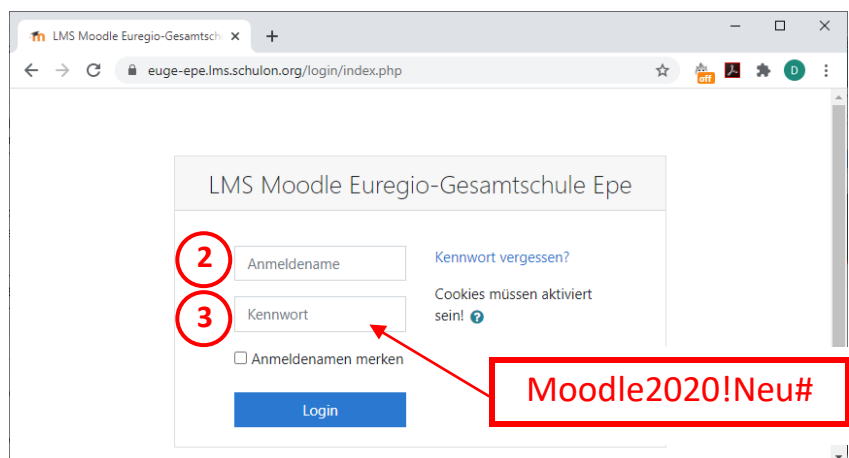 LMS Moodle Euregio-Gesamtsch
euge-epe.lms.schulon.org/login/index.php
off
D
LMS Moodle Euregio-Gesamtschule Epe
2
Anmeldename
Kennwort vergessen?
3
Kennwort
Cookies müssen aktiviert
sein! ?
Anmeldenamen merken
Moodle2020!Neu#
Login